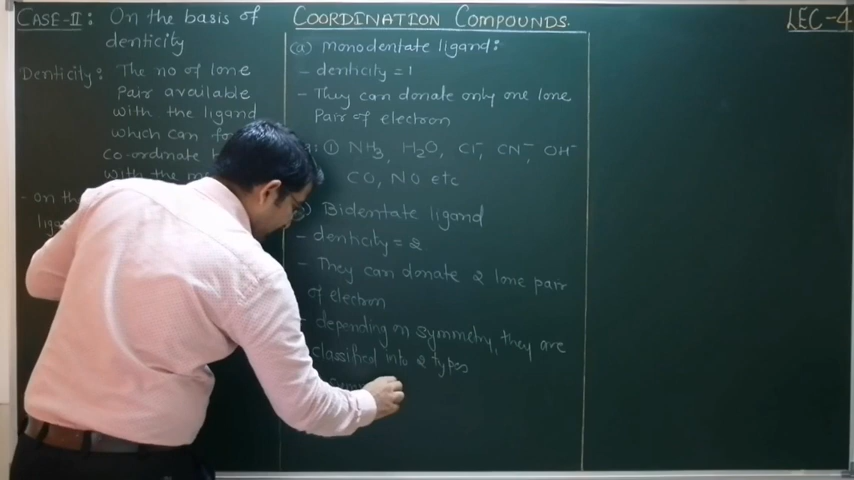 COORDINATION COMPOUNDS.
LEC-4
CASE-II: On the basis of
denticity
Denticity: The no of lone
Pair available
with the ligand
which can
co-ordinate
with the
- on the
(a) monodentate ligand:
- denticity = 1
- They can donate only one lone
Pair of electron
① NH3, H2O, Cl-, CN-, OH-
CO, NO etc
Bidentate ligand
- denticity = 2
- They can donate 2 lone pair
of electron
- depending on symmetry, they are
classified into 2 types